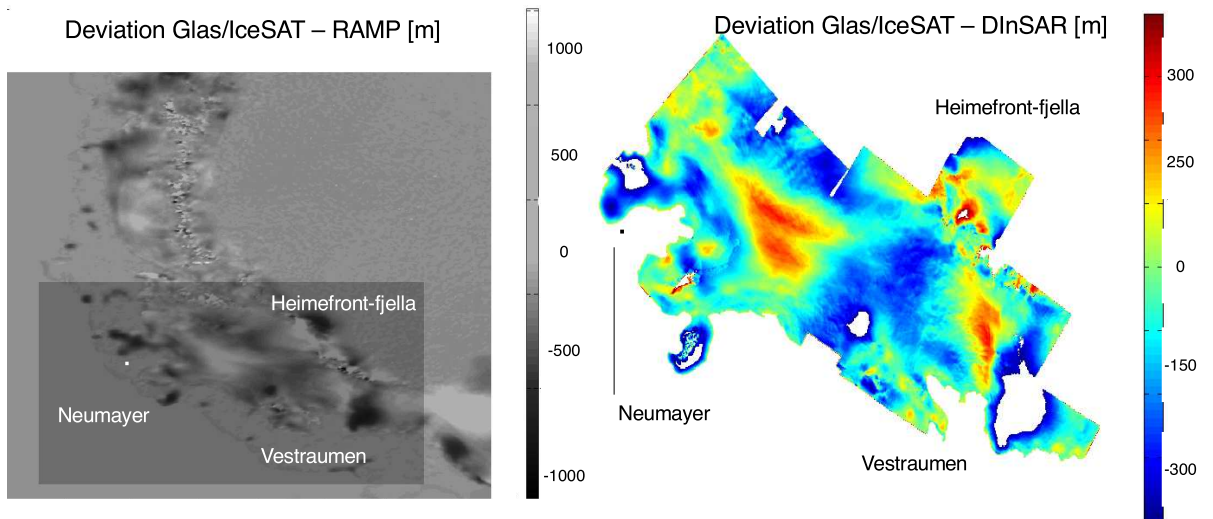 Deviation Glas/IceSAT – RAMP [m]
1000
500
0
-500
-1000
Heimefront-fjella
Neumayer
Vestraumen
Deviation Glas/IceSAT – DInSAR [m]
Heimefront-fjella
Neumayer
Vestraumen
300
250
0
-150
-300